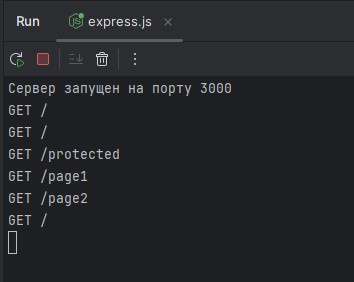 Run express.js
Сервер запущен на порту 3000
GET /
GET /
GET /protected
GET /page1
GET /page2
GET /